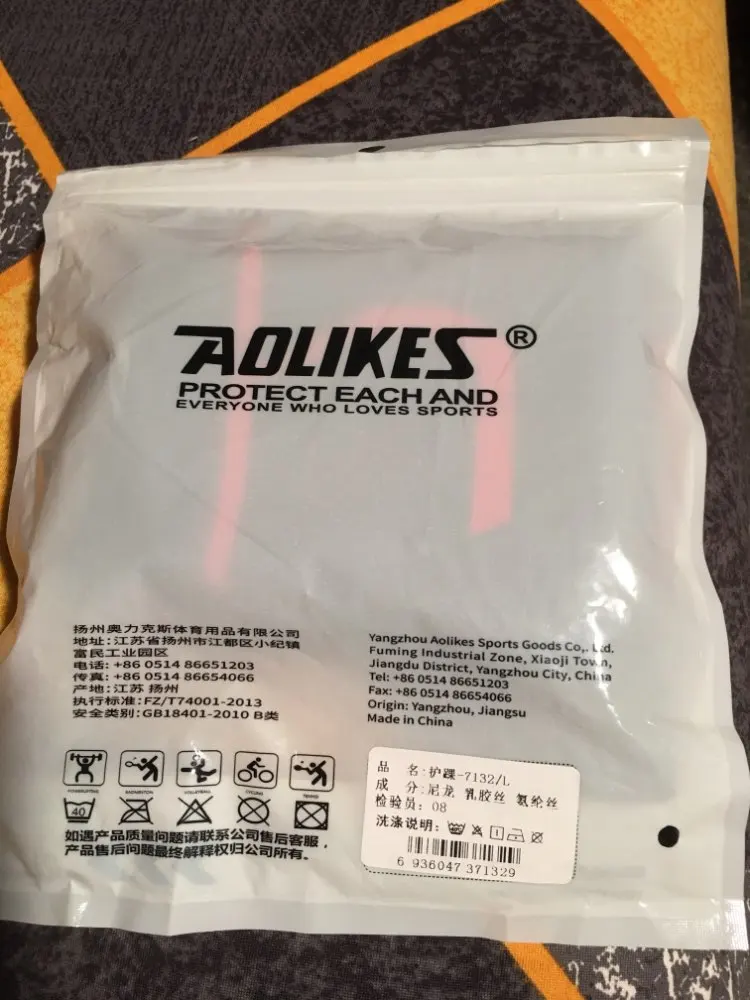 AOLIKES®
PROTECT EACH AND
EVERYONE WHO LOVES SPORTS
扬州奥力克斯体育用品有限公司
地址:江苏省扬州市江都区小纪镇
富民工业园区
电话: +86 0514 86651203
传真: +86 0514 86654066
产地: 江苏 扬州
执行标准: FZ/T74001-2013
安全类别: GB18401-2010 B类
Yangzhou Aolikes Sports Goods Co,. Ltd.
Fuming Industrial Zone, Xiaoji Town,
Jiangdu District, Yangzhou City, China
Tel: +86 0514 86651203
Fax: +86 0514 86654066
Origin: Yangzhou, Jiangsu
Made in China
POWERLIFTING BADMINTON VOLLEYBALL CYCLING TENNIS
40
如遇产品质量问题请联系公司售后客服，
产品售后问题最终解释权归公司所有。
品 名:护踝-7132/L
成 分:尼龙 乳胶丝 氨纶丝
检验员: 08
洗涤说明:
6 936047 371329